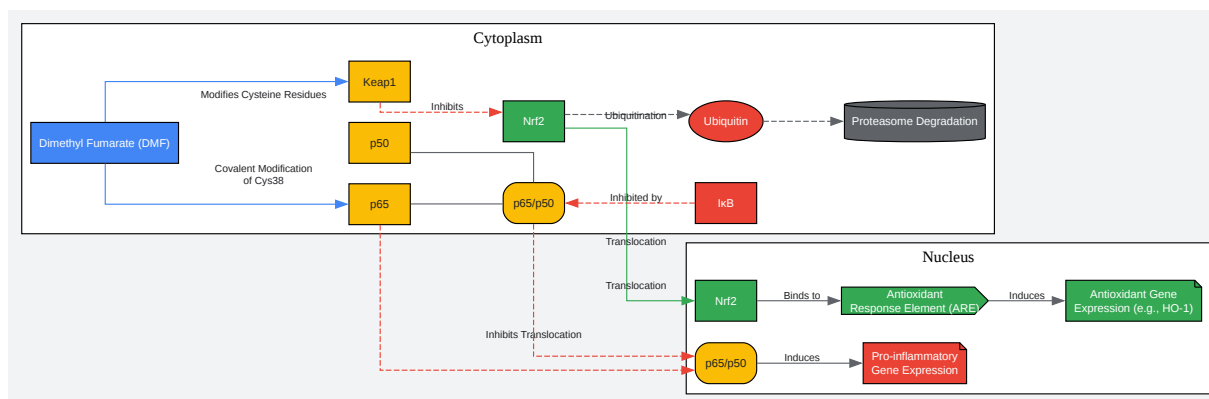 Cytoplasm
Keap1
Modifies Cysteine Residues
Inhibits
Nrf2
Ubiquitination
Ubiquitin
Proteasome Degradation
Dimethyl Fumarate (DMF)
p50
Covalent Modification
of Cys38
p65
p65/p50
Inhibited by
IκB
Translocation
Nucleus
Translocation
Nrf2
Binds to
Antioxidant
Response Element (ARE)
Induces
Antioxidant Gene
Expression (e.g., HO-1)
Inhibits Translocation
p65/p50
Induces
Pro-inflammatory
Gene Expression